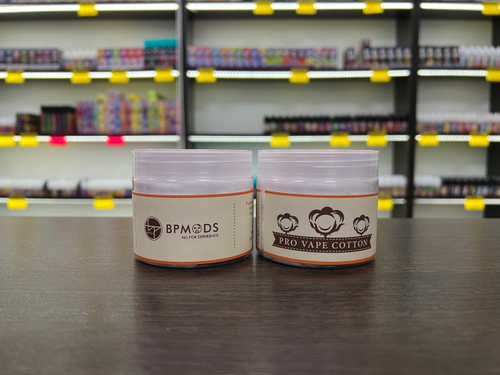 BPMODS
ALL FOR EXPERIENCE
PRO VAPE COTTON